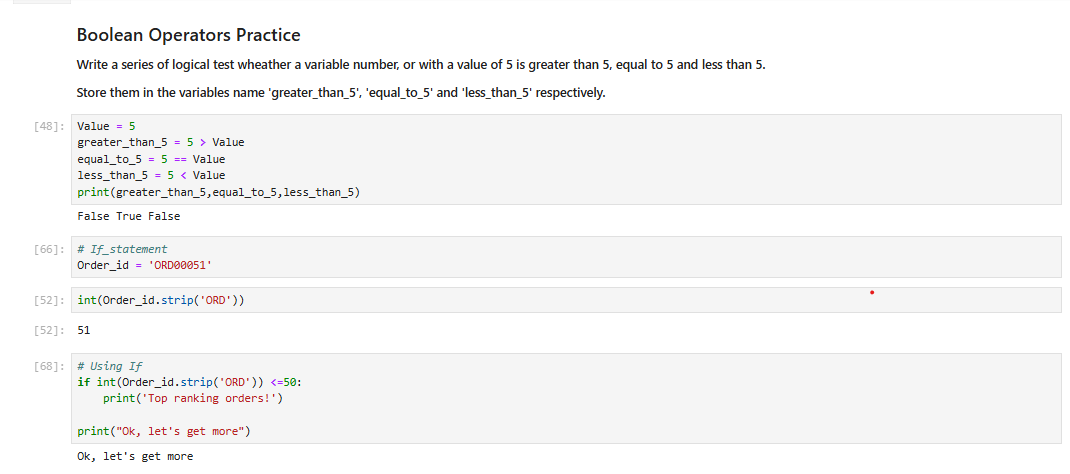 Boolean Operators Practice
Write a series of logical test wheather a variable number, or with a value of 5 is greater than 5, equal to 5 and less than 5.
Store them in the variables name 'greater_than_5', 'equal_to_5' and 'less_than_5' respectively.
[48]: Value = 5
greater_than_5 = 5 > Value
equal_to_5 = 5 == Value
less_than_5 = 5 < Value
print(greater_than_5,equal_to_5,less_than_5)
False True False
[66]: # If_statement
Order_id = 'ORD00051'
[52]: int(Order_id.strip('ORD'))
[52]: 51
[68]: # Using If
if int(Order_id.strip('ORD')) <=50:
    print('Top ranking orders!')
print("Ok, let's get more")
Ok, let's get more